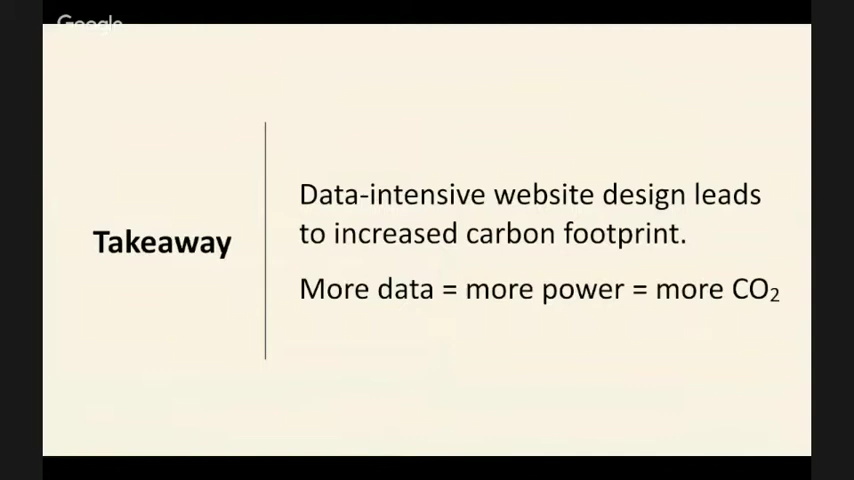 Google
Takeaway
Data-intensive website design leads
to increased carbon footprint.
More data = more power = more CO₂